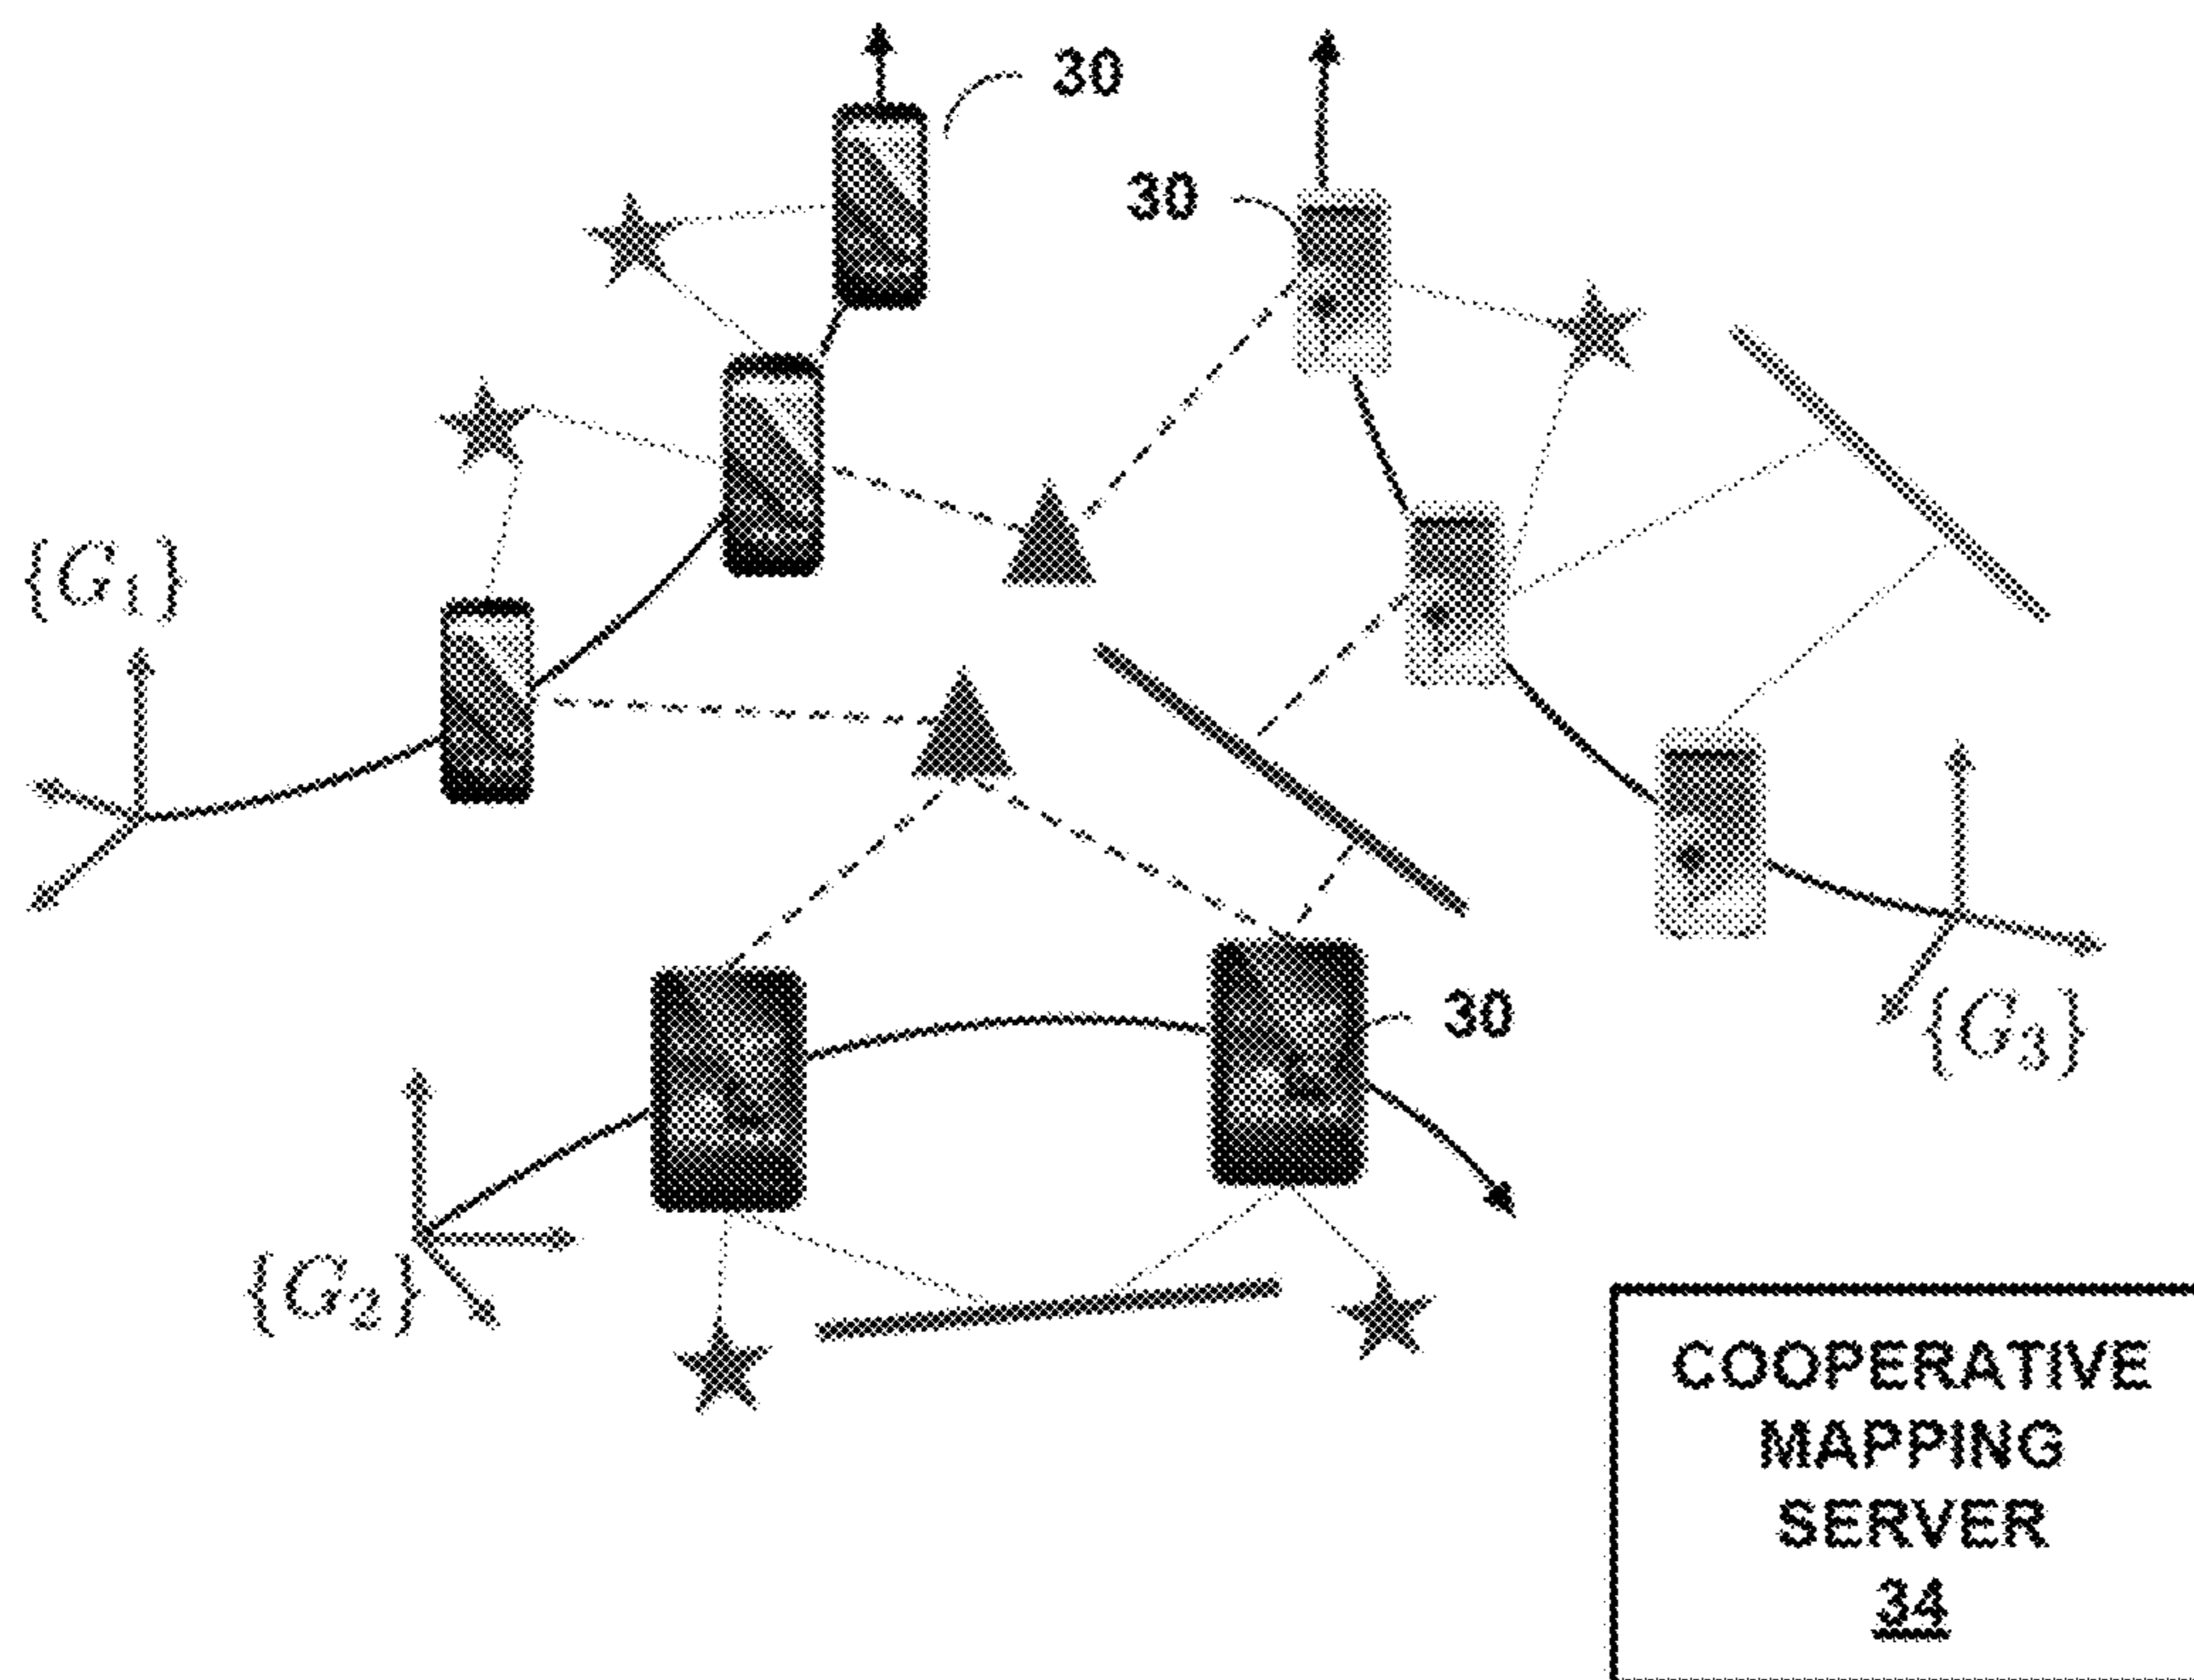 30
30
{G₁}
30
{G₃}
{G₂}
COOPERATIVE
MAPPING
SERVER
34